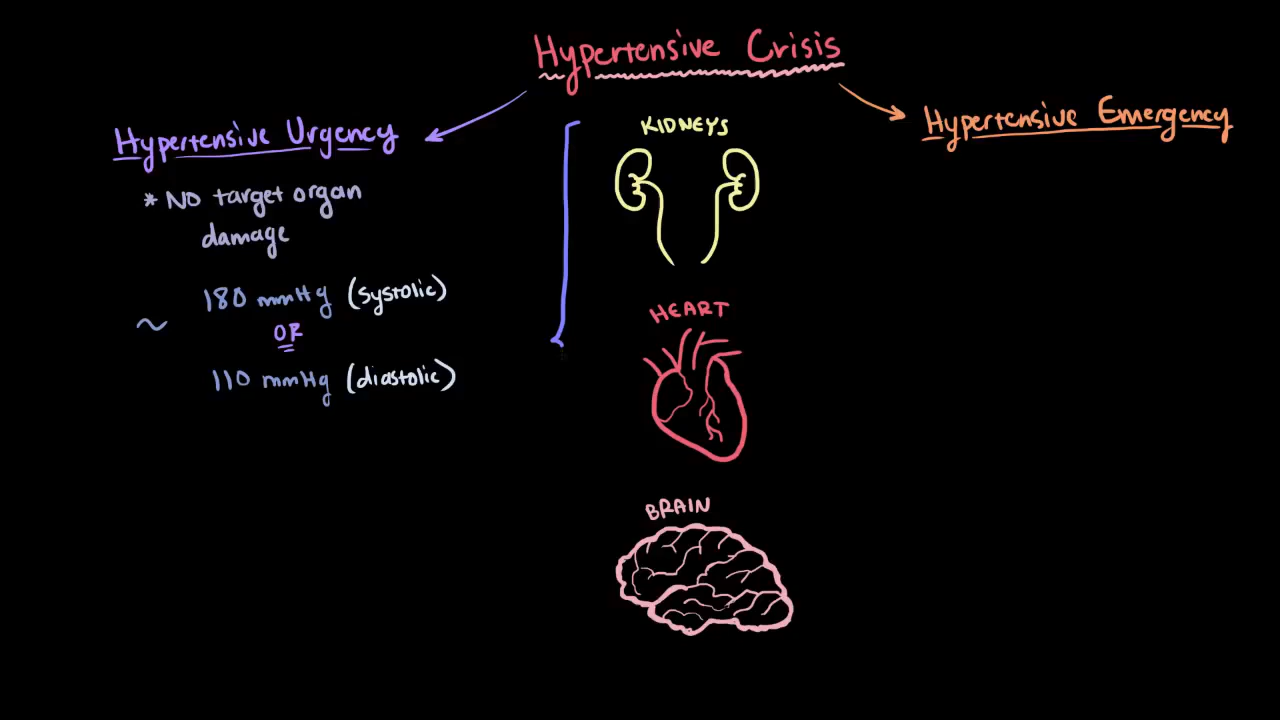 Hypertensive Crisis
Hypertensive Urgency
* No target organ
damage
~ 180 mmHg (systolic)
OR
110 mmHg (diastolic)
KIDNEYS
HEART
BRAIN
Hypertensive Emergency